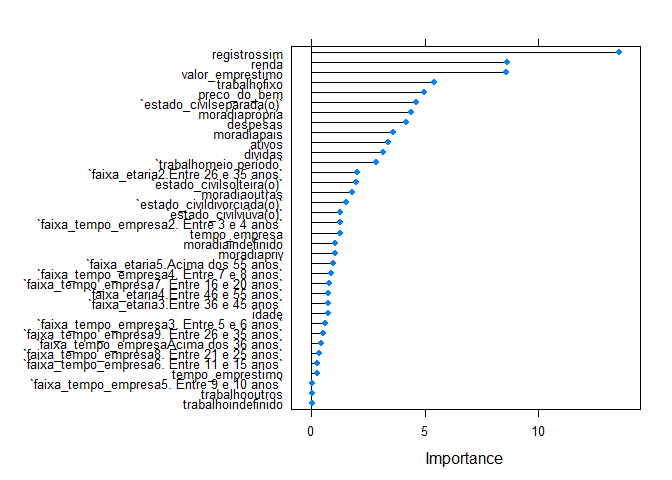 registrossim
renda
valor_emprestimo
trabalhofixo
preco_do_bem
`estado_civilseparada(o)`
moradiapropria
despesas
moradiapais
ativos
dividas
`trabalhomeio_periodo`
`faixa_etaria2.Entre 26 e 35 anos`
`estado_civilsolteira(o)`
moradiaoutras
`estado_civildivorciada(o)`
`estado_civilviúva(o)`
`faixa_tempo_empresa2. Entre 3 e 4 anos`
tempo_empresa
moradiaindefinido
moradiapriv
`faixa_etaria5.Acima dos 55 anos`
`faixa_tempo_empresa4. Entre 7 e 8 anos`
`faixa_tempo_empresa7. Entre 16 e 20 anos`
`faixa_etaria4.Entre 46 e 55 anos`
`faixa_etaria3.Entre 36 e 45 anos`
idade
`faixa_tempo_empresa3. Entre 5 e 6 anos`
`faixa_tempo_empresa9. Entre 26 e 35 anos`
`faixa_tempo_empresaAcima dos 36 anos`
`faixa_tempo_empresa8. Entre 21 e 25 anos`
`faixa_tempo_empresa6. Entre 11 e 15 anos`
tempo_emprestimo
`faixa_tempo_empresa5. Entre 9 e 10 anos`
trabalhooutros
trabalhoindefinido
0 5 10
Importance